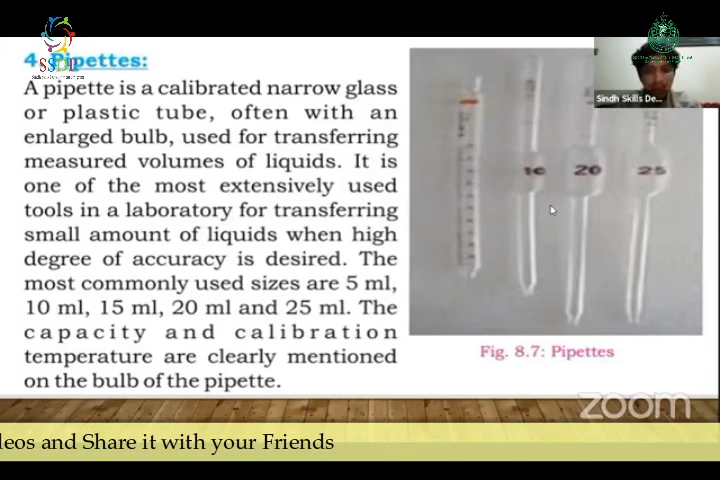 4. Pipettes:
SSDP
A pipette is a calibrated narrow glass
or plastic tube, often with an
enlarged bulb, used for transferring
measured volumes of liquids. It is
one of the most extensively used
tools in a laboratory for transferring
small amount of liquids when high
degree of accuracy is desired. The
most commonly used sizes are 5 ml,
10 ml, 15 ml, 20 ml and 25 ml. The
capacity and calibration
temperature are clearly mentioned
on the bulb of the pipette.
10
20
25
Fig. 8.7: Pipettes
Sindh Skills De...
zoom
deos and Share it with your Friends